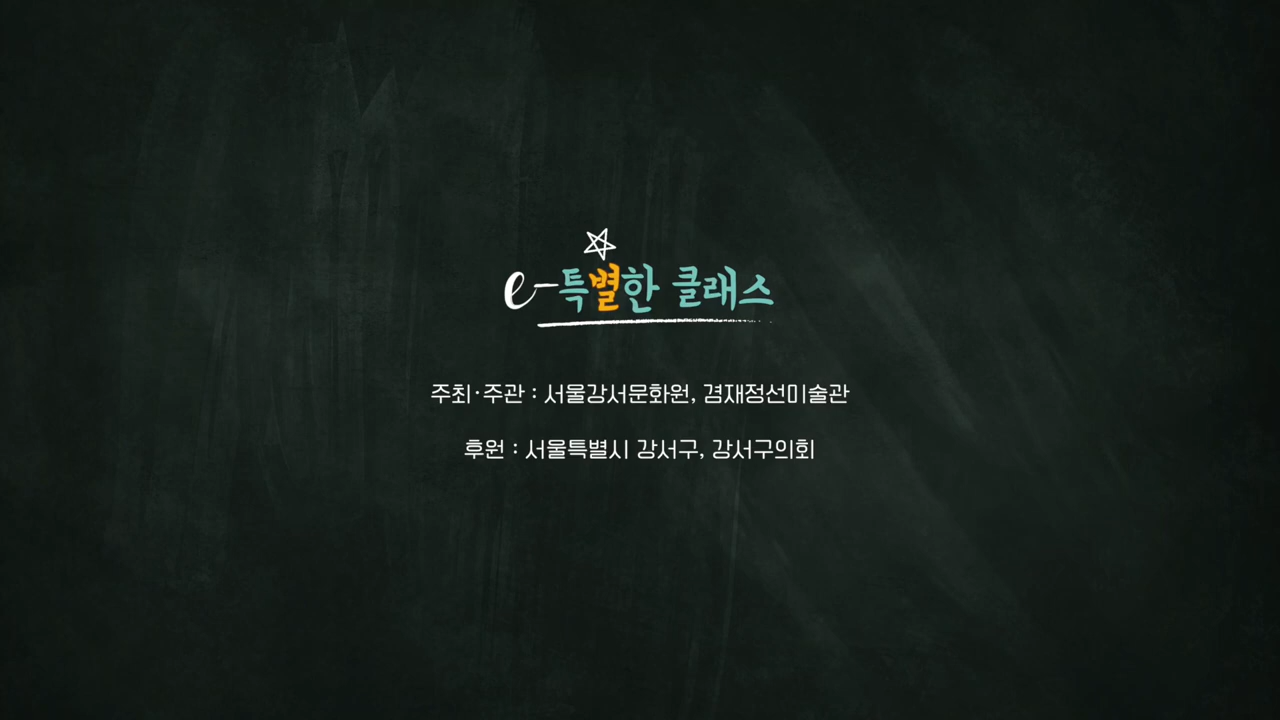 e-특별한 클래스
주최·주관 : 서울강서문화원, 겸재정선미술관
후원 : 서울특별시 강서구, 강서구의회